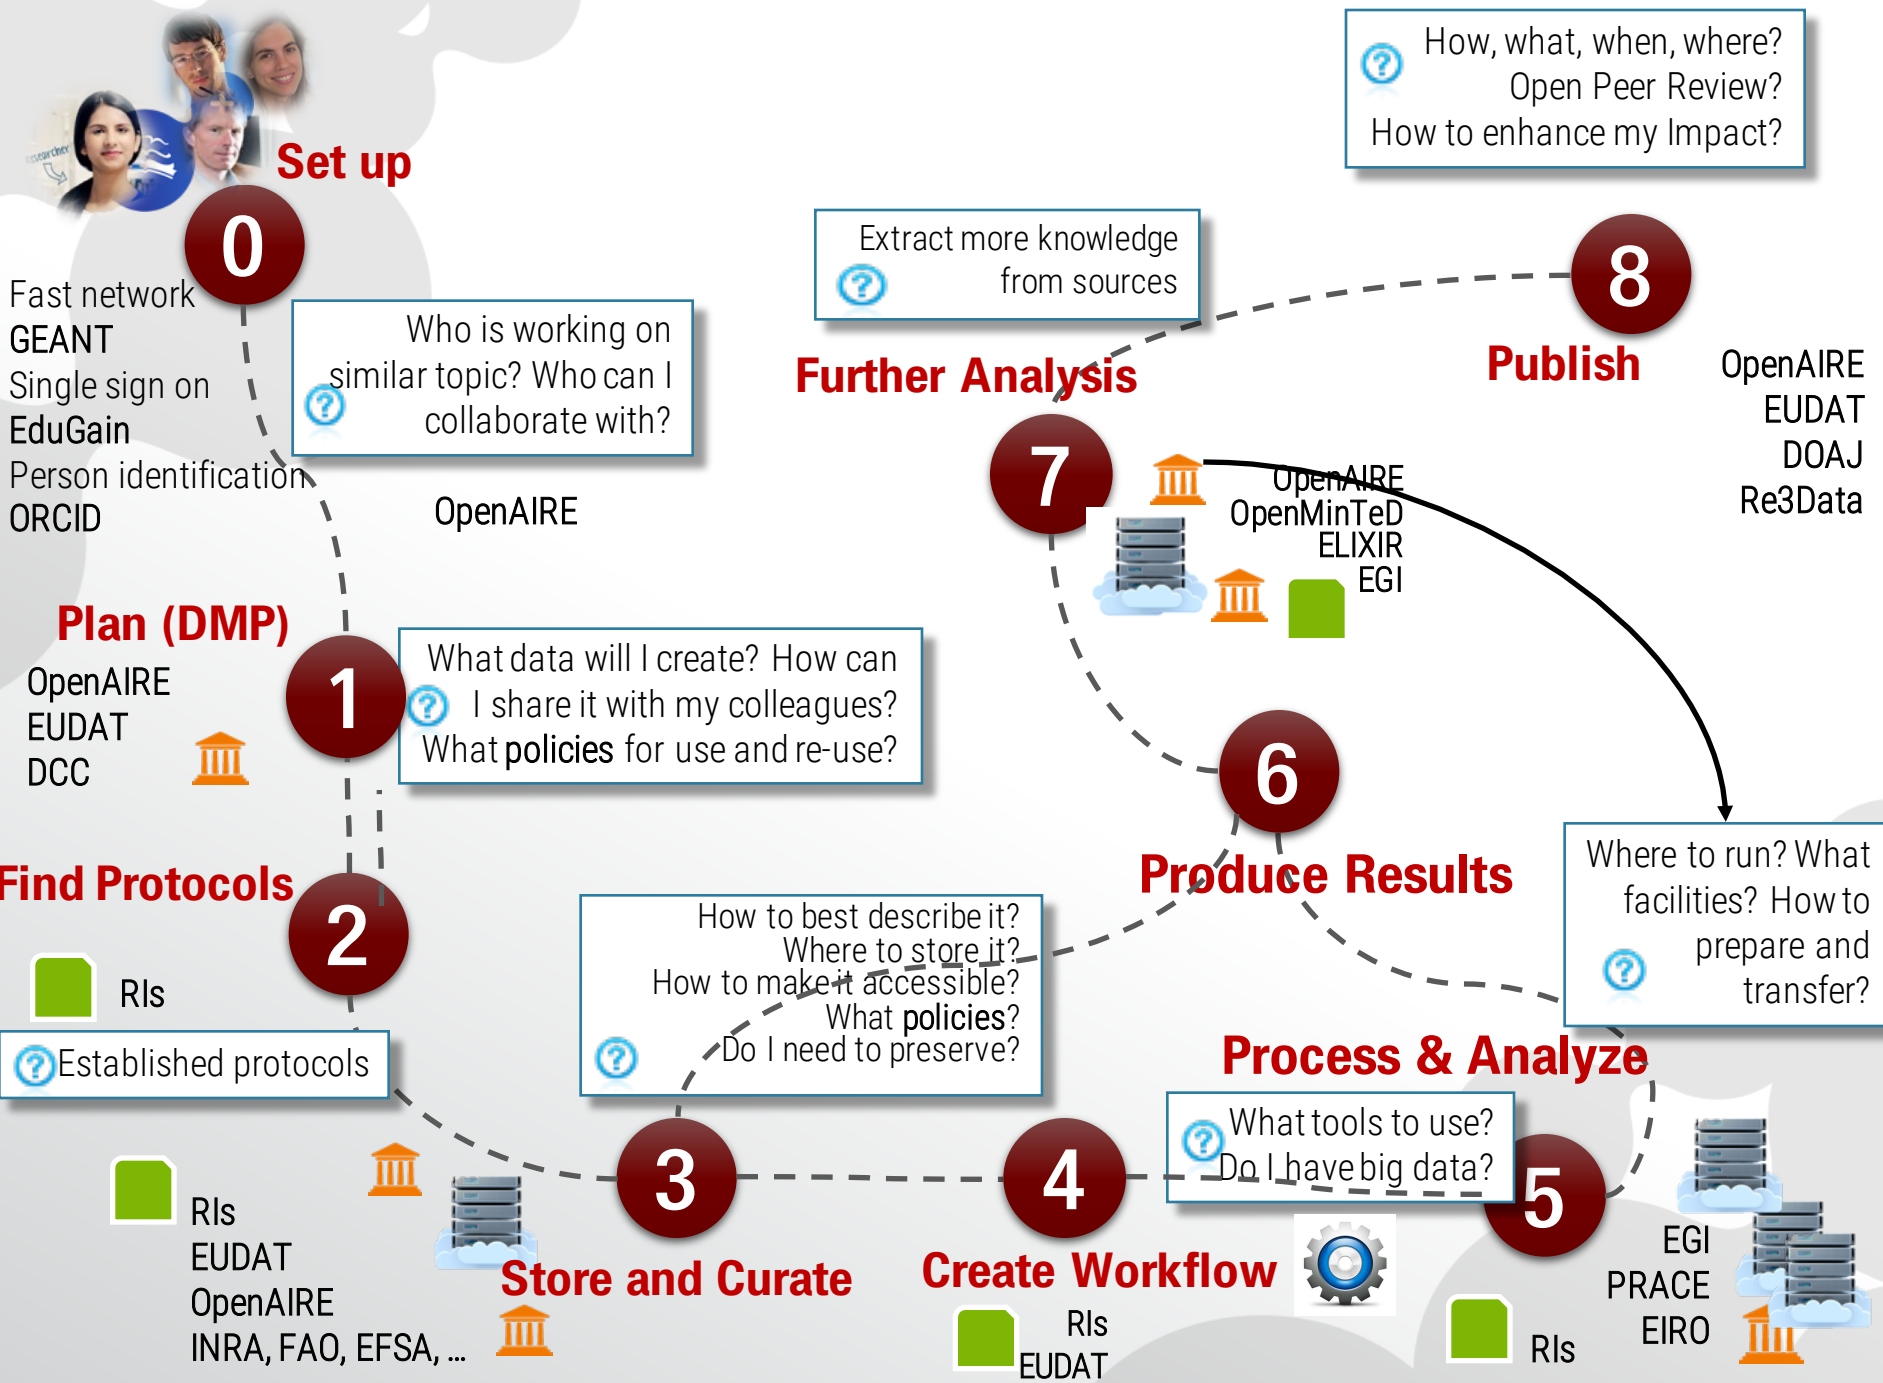 Set up
0
Fast network
GEANT
Single sign on
EduGain
Person identification
ORCID
Who is working on
similar topic? Who can I
collaborate with?
OpenAIRE
Plan (DMP)
1
OpenAIRE
EUDAT
DCC
What data will I create? How can
I share it with my colleagues?
What policies for use and re-use?
Find Protocols
2
RIs
Established protocols
RIs
EUDAT
OpenAIRE
INRA, FAO, EFSA, ...
How to best describe it?
Where to store it?
How to make it accessible?
What policies?
Do I need to preserve?
3
Store and Curate
4
Create Workflow
RIs
EUDAT
What tools to use?
Do I have big data?
5
Process & Analyze
RIs
EGI
PRACE
EIRO
Where to run? What
facilities? How to
prepare and
transfer?
6
Produce Results
Extract more knowledge
from sources
Further Analysis
7
OpenAIRE
OpenMinTeD
ELIXIR
EGI
How, what, when, where?
Open Peer Review?
How to enhance my Impact?
8
Publish
OpenAIRE
EUDAT
DOAJ
Re3Data